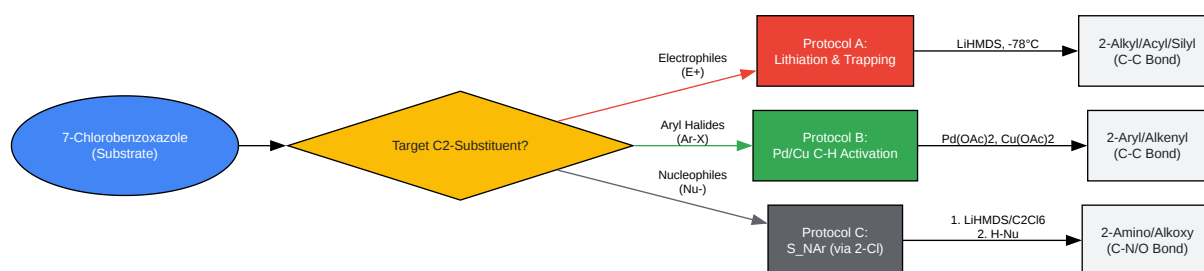 7-Chlorobenzoxazole
(Substrate)
Target C2-Substituent?
Electrophiles
(E+)
Aryl Halides
(Ar-X)
Nucleophiles
(Nu-)
Protocol A:
Lithiation & Trapping
LiHMDS, -78°C
2-Alkyl/Acyl/Silyl
(C-C Bond)
Protocol B:
Pd/Cu C-H Activation
Pd(OAc)2, Cu(OAc)2
2-Aryl/Alkenyl
(C-C Bond)
Protocol C:
S_NAr (via 2-Cl)
1. LiHMDS/C2Cl6
2. H-Nu
2-Amino/Alkoxy
(C-N/O Bond)